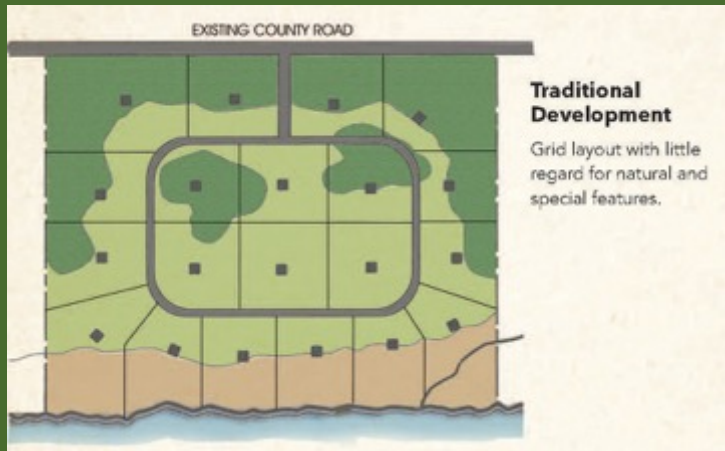 EXISTING COUNTY ROAD
Traditional
Development
Grid layout with little
regard for natural and
special features.